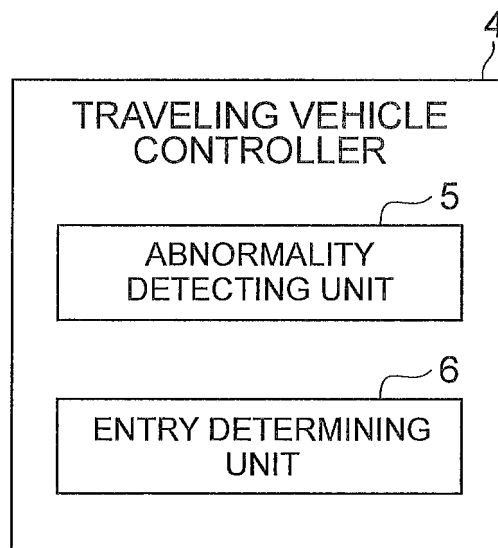 4
TRAVELING VEHICLE
CONTROLLER
5
ABNORMALITY
DETECTING UNIT
6
ENTRY DETERMINING
UNIT